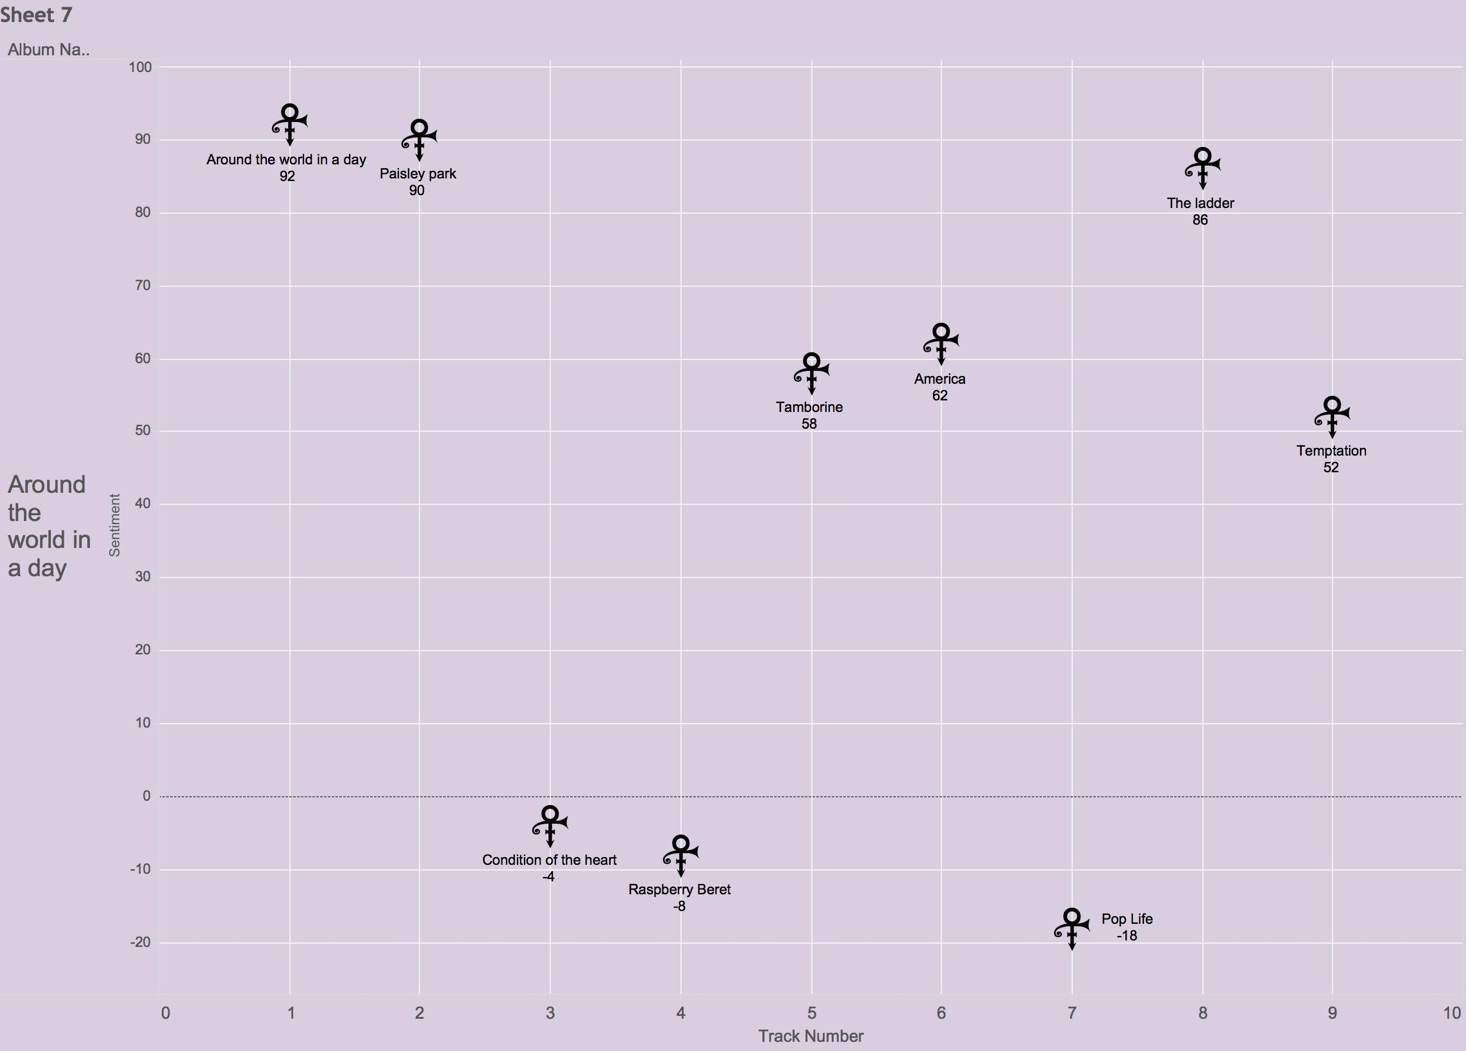 Sheet 7
Album Na..
100
90
80
70
60
50
40
30
20
10
0
-10
-20
Around
the
world in
a day
Sentiment
Around the world in a day
92
Paisley park
90
The ladder
86
Tamborine
58
America
62
Temptation
52
Condition of the heart
-4
Raspberry Beret
-8
Pop Life
-18
0 1 2 3 4 5 6 7 8 9 10
Track Number